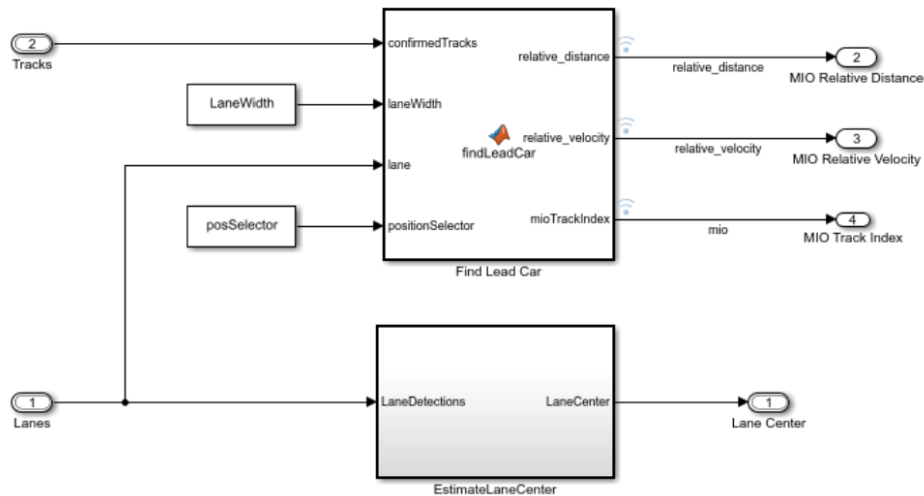 2
Tracks
LaneWidth
posSelector
confirmedTracks
laneWidth
lane
positionSelector
findLeadCar
relative_distance
relative_velocity
mioTrackIndex
Find Lead Car
relative_distance
relative_velocity
mio
2
MIO Relative Distance
3
MIO Relative Velocity
4
MIO Track Index
1
Lanes
LaneDetections
LaneCenter
EstimateLaneCenter
1
Lane Center